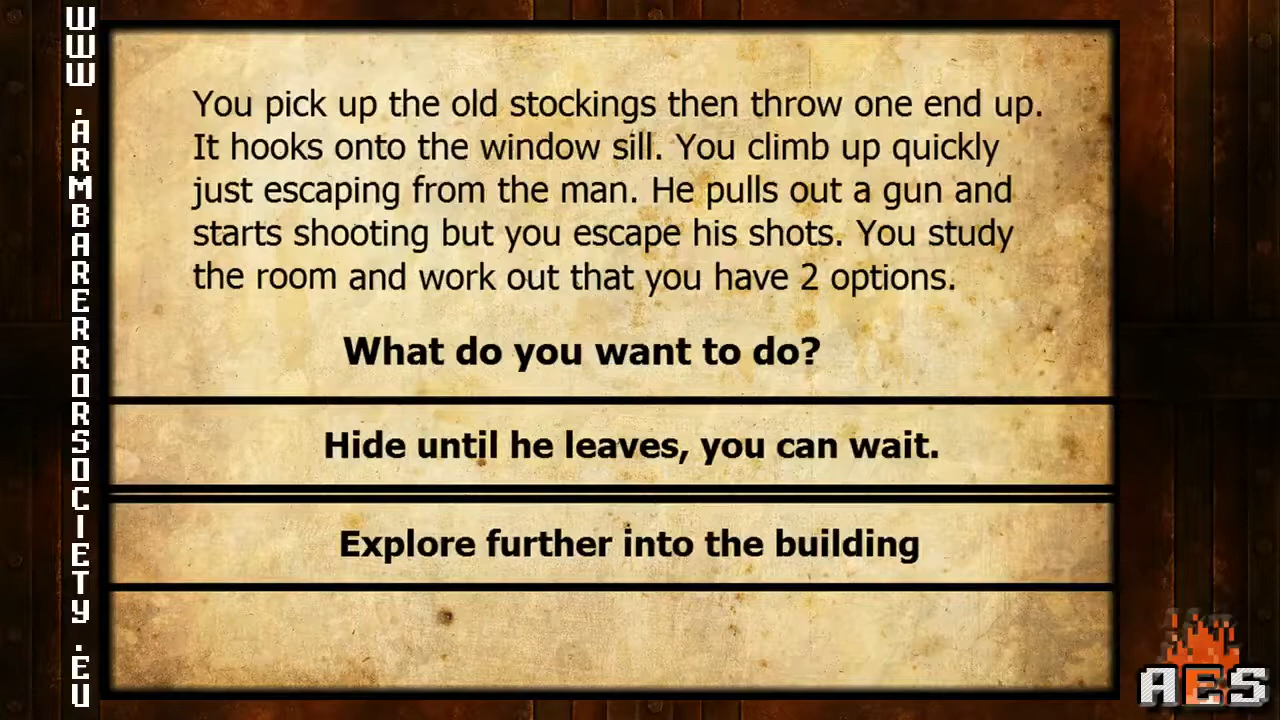 WWW.ARMBARERRORSOCIETY.EU
You pick up the old stockings then throw one end up.
It hooks onto the window sill. You climb up quickly
just escaping from the man. He pulls out a gun and
starts shooting but you escape his shots. You study
the room and work out that you have 2 options.
What do you want to do?
Hide until he leaves, you can wait.
Explore further into the building
AES